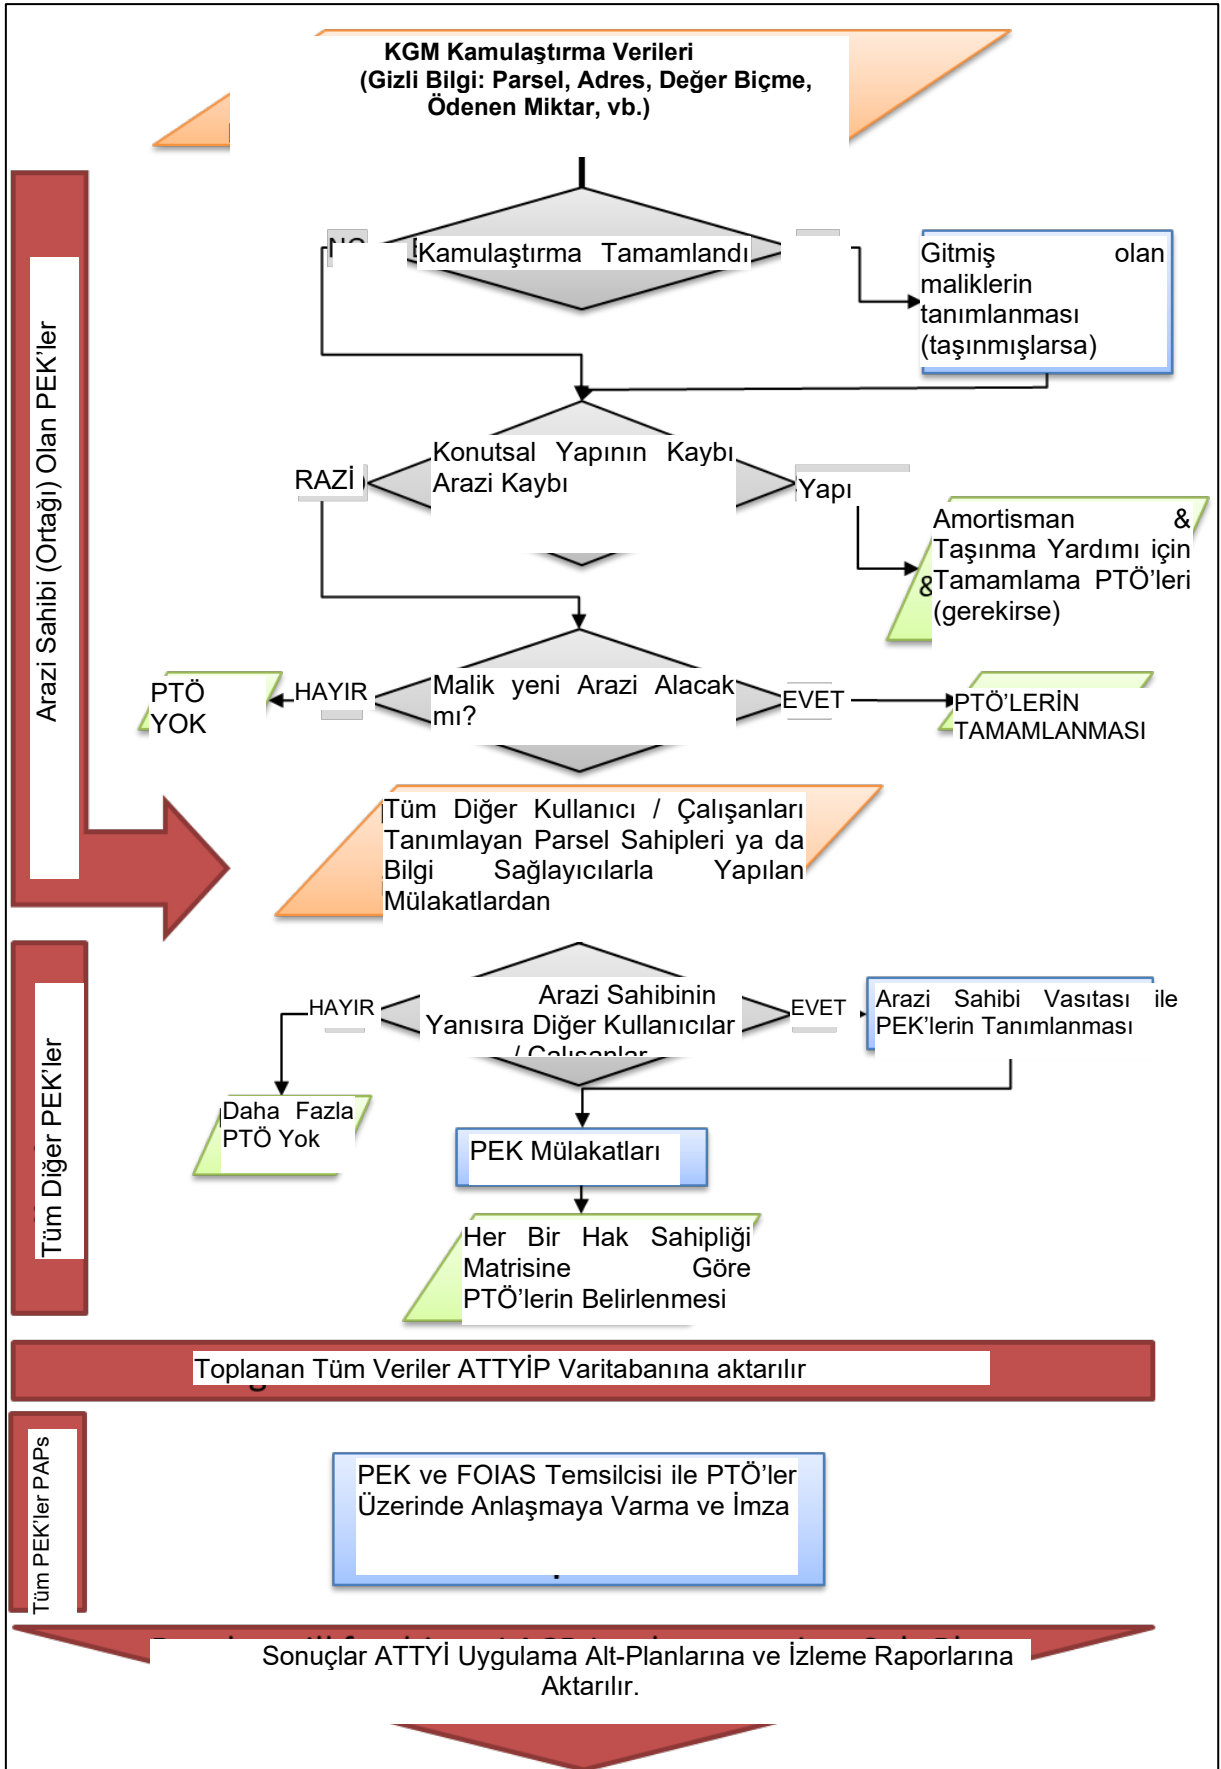 KGM Kamulaştırma Verileri
(Gizli Bilgi: Parsel, Adres, Değer Biçme,
Ödenen Miktar, vb.)
Kamulaştırma Tamamlandı
Gitmiş olan
maliklerin
tanımlanması
(taşınmışlarsa)
Arazi Sahibi (Ortağı) Olan PEK’ler
Konutsal Yapının Kaybı
Arazi Kaybı
RAZİ
Yapı
Amortisman &
Taşınma Yardımı için
&Tamamlama PTÖ’leri
(gerekirse)
PTÖ
YOK
HAYIR
Malik yeni Arazi Alacak
mı?
EVET
PTÖ’LERİN
TAMAMLANMASI
Tüm Diğer Kullanıcı / Çalışanları
Tanımlayan Parsel Sahipleri ya da
Bilgi Sağlayıcılarla Yapılan
Mülakatlardan
Tüm Diğer PEK’ler
HAYIR
Arazi Sahibinin
Yanısıra Diğer Kullanıcılar
/ Çalışanlar
EVET
Arazi Sahibi Vasıtası ile
PEK’lerin Tanımlanması
Daha Fazla
PTÖ Yok
PEK Mülakatları
Her Bir Hak Sahipliği
Matrisine Göre
PTÖ’lerin Belirlenmesi
Toplanan Tüm Veriler ATTYİP Varitabanına aktarılır
Tüm PEK’ler PAPs
PEK ve FOIAS Temsilcisi ile PTÖ’ler
Üzerinde Anlaşmaya Varma ve İmza
Sonuçlar ATTYİ Uygulama Alt-Planlarına ve İzleme Raporlarına
Aktarılır.